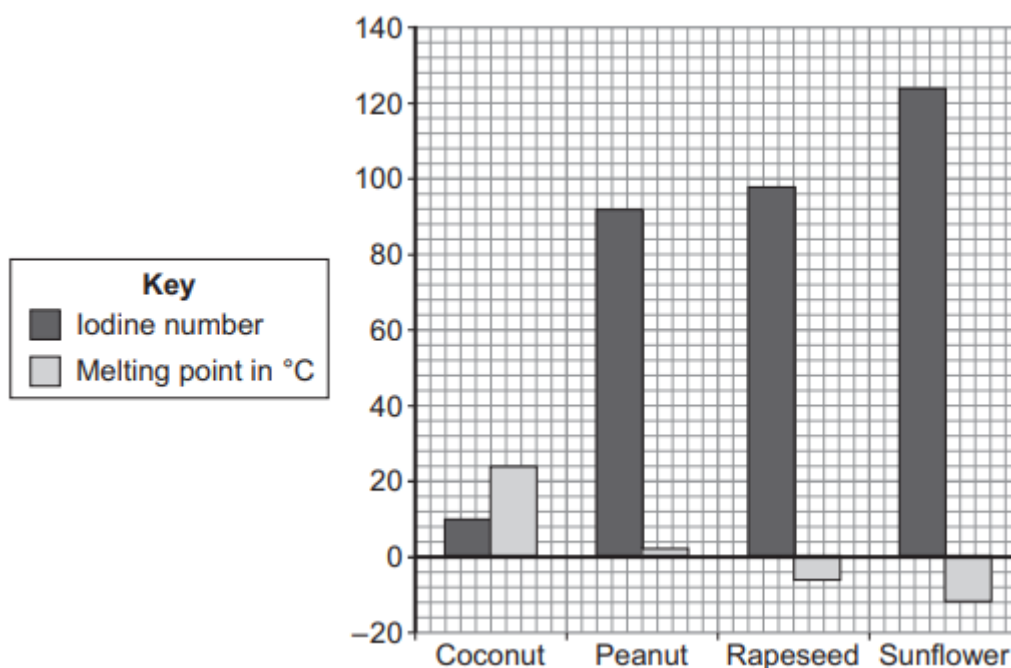 140
120
100
80
60
40
20
0
–20
Key
Iodine number
Melting point in °C
Coconut Peanut Rapeseed Sunflower